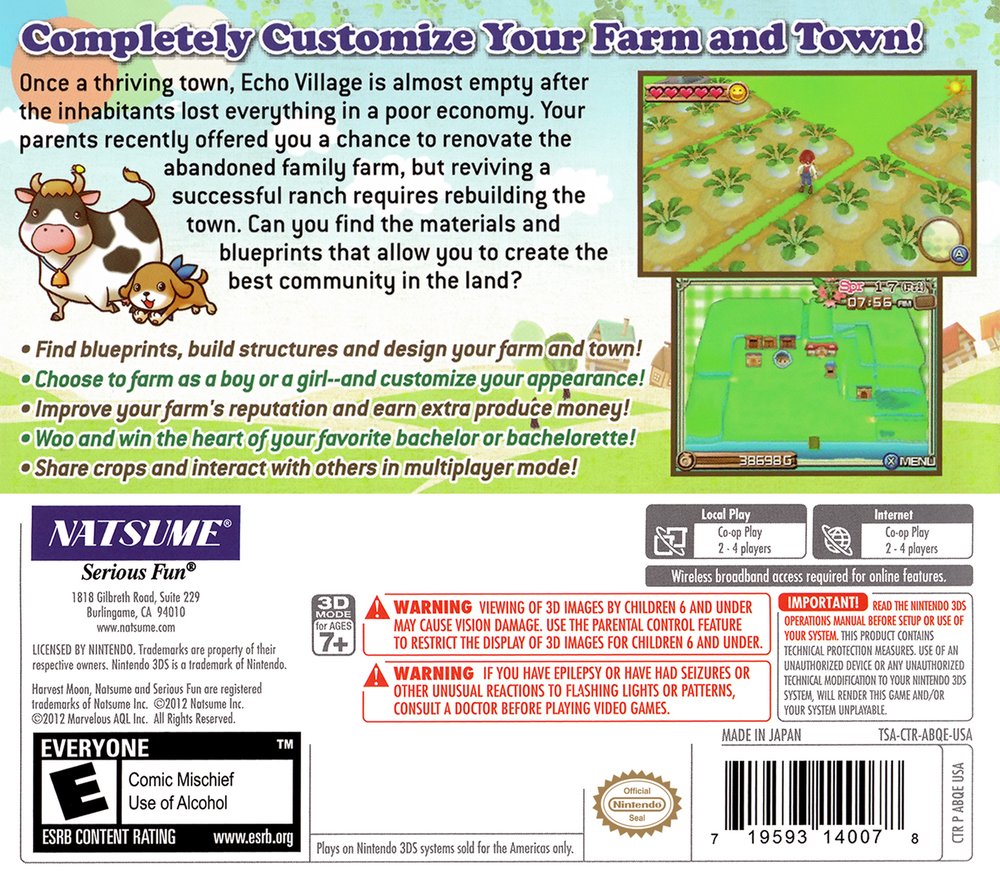 Completely Customize Your Farm and Town!
Once a thriving town, Echo Village is almost empty after
the inhabitants lost everything in a poor economy. Your
parents recently offered you a chance to renovate the
abandoned family farm, but reviving a
successful ranch requires rebuilding the
town. Can you find the materials and
blueprints that allow you to create the
best community in the land?
• Find blueprints, build structures and design your farm and town!
• Choose to farm as a boy or a girl--and customize your appearance!
• Improve your farm's reputation and earn extra produce money!
• Woo and win the heart of your favorite bachelor or bachelorette!
• Share crops and interact with others in multiplayer mode!
A
Spr 17 (Fri)
07:56 AM
38698G
X MENU
NATSUME®
Serious Fun®
1818 Gilbreth Road, Suite 229
Burlingame, CA 94010
www.natsume.com
LICENSED BY NINTENDO. Trademarks are property of their
respective owners. Nintendo 3DS is a trademark of Nintendo.
Harvest Moon, Natsume and Serious Fun are registered
trademarks of Natsume Inc. ©2012 Natsume Inc.
©2012 Marvelous AQL Inc. All Rights Reserved.
Local Play
Co-op Play
2 - 4 players
Internet
Co-op Play
2 - 4 players
Wireless broadband access required for online features.
3D
MODE
for AGES
7+
WARNING VIEWING OF 3D IMAGES BY CHILDREN 6 AND UNDER
MAY CAUSE VISION DAMAGE. USE THE PARENTAL CONTROL FEATURE
TO RESTRICT THE DISPLAY OF 3D IMAGES FOR CHILDREN 6 AND UNDER.
WARNING IF YOU HAVE EPILEPSY OR HAVE HAD SEIZURES OR
OTHER UNUSUAL REACTIONS TO FLASHING LIGHTS OR PATTERNS,
CONSULT A DOCTOR BEFORE PLAYING VIDEO GAMES.
IMPORTANT! READ THE NINTENDO 3DS
OPERATIONS MANUAL BEFORE SETUP OR USE OF
YOUR SYSTEM. THIS PRODUCT CONTAINS
TECHNICAL PROTECTION MEASURES. USE OF AN
UNAUTHORIZED DEVICE OR ANY UNAUTHORIZED
TECHNICAL MODIFICATION TO YOUR NINTENDO 3DS
SYSTEM, WILL RENDER THIS GAME AND/OR
YOUR SYSTEM UNPLAYABLE.
MADE IN JAPAN
TSA-CTR-ABQE-USA
EVERYONE TM
E
Comic Mischief
Use of Alcohol
ESRB CONTENT RATING www.esrb.org
Plays on Nintendo 3DS systems sold for the Americas only.
Official
Nintendo
Seal
7 19593 14007 8
CTR P ABQE USA